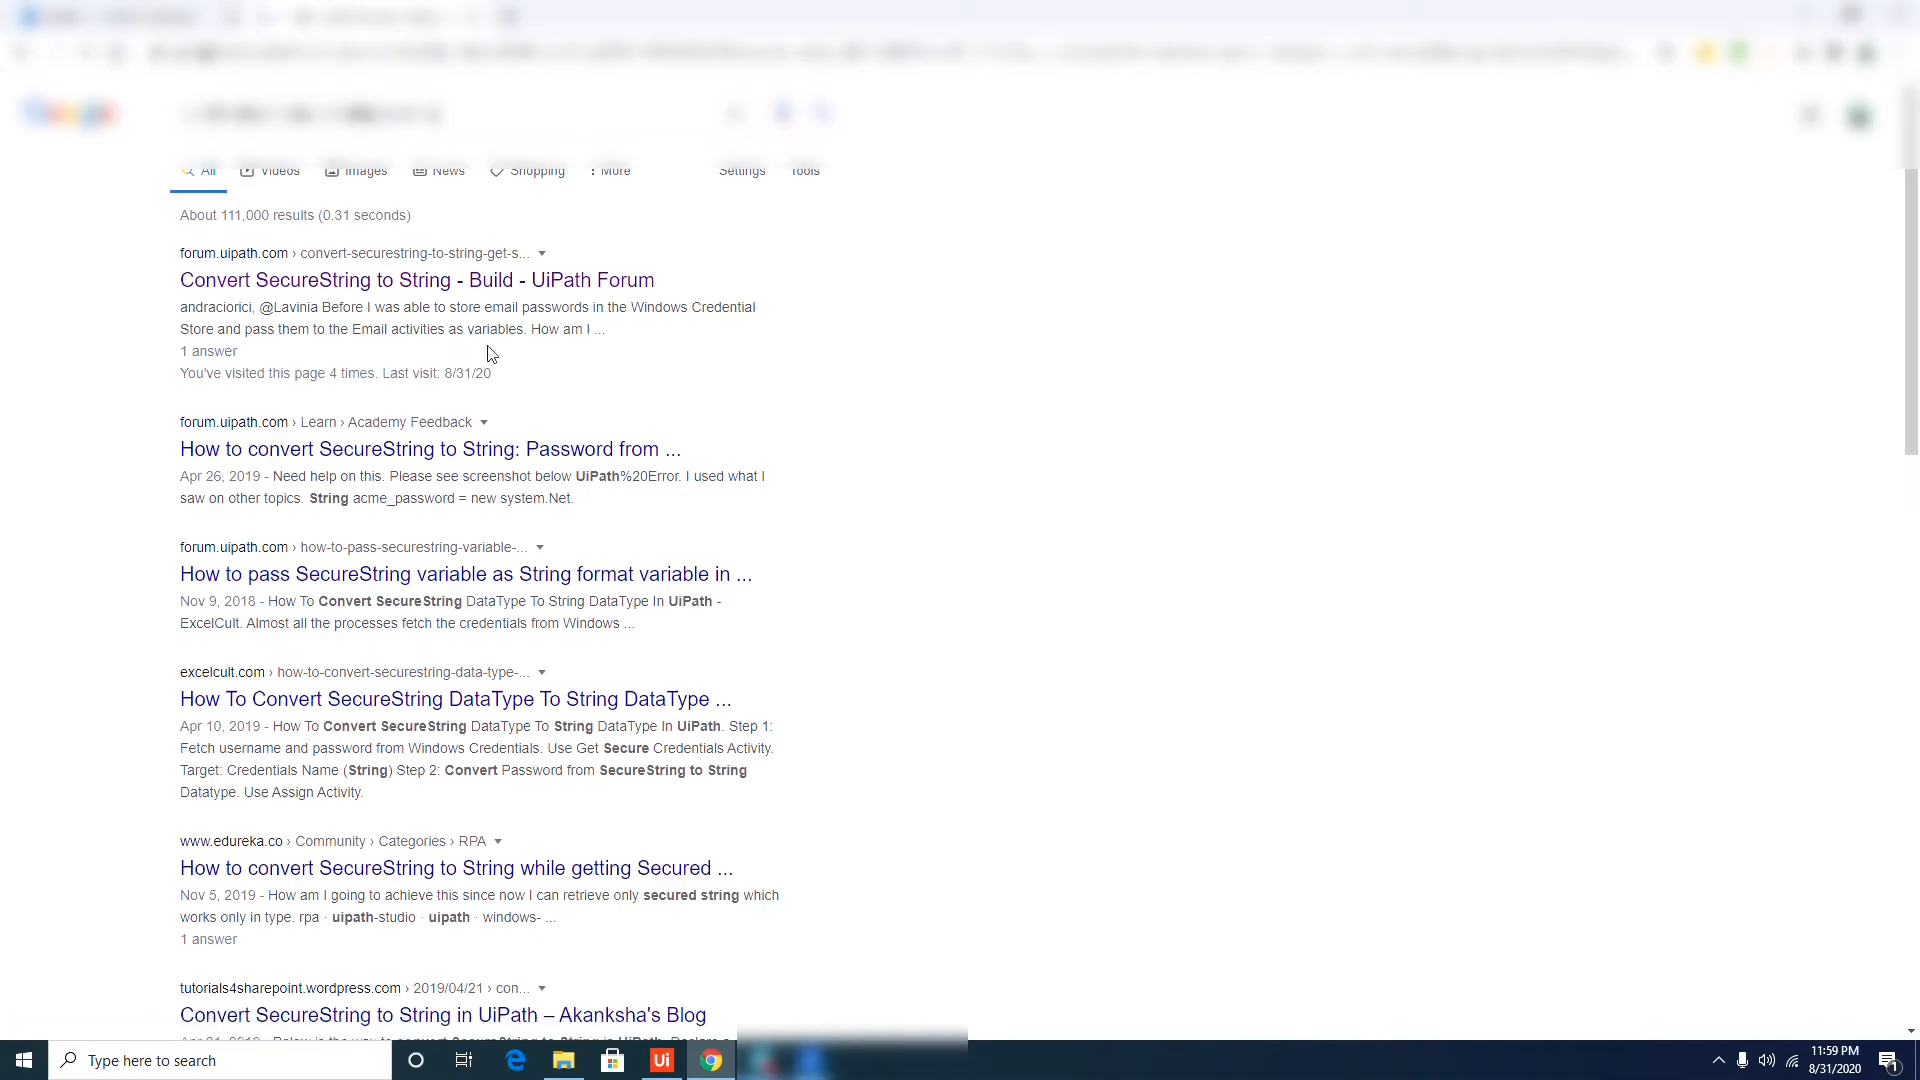 All Videos Images News Shopping More Settings Tools
About 111,000 results (0.31 seconds)
forum.uipath.com › convert-securestring-to-string-get-s...
Convert SecureString to String - Build - UiPath Forum
andraciorici, @Lavinia Before I was able to store email passwords in the Windows Credential
Store and pass them to the Email activities as variables. How am I ...
1 answer
You've visited this page 4 times. Last visit: 8/31/20
forum.uipath.com › Learn › Academy Feedback
How to convert SecureString to String: Password from ...
Apr 26, 2019 - Need help on this. Please see screenshot below UiPath%20Error. I used what I
saw on other topics. String acme_password = new system.Net.
forum.uipath.com › how-to-pass-securestring-variable-...
How to pass SecureString variable as String format variable in ...
Nov 9, 2018 - How To Convert SecureString DataType To String DataType In UiPath -
ExcelCult. Almost all the processes fetch the credentials from Windows ...
excelcult.com › how-to-convert-securestring-data-type-...
How To Convert SecureString DataType To String DataType ...
Apr 10, 2019 - How To Convert SecureString DataType To String DataType In UiPath. Step 1:
Fetch username and password from Windows Credentials. Use Get Secure Credentials Activity.
Target: Credentials Name (String) Step 2: Convert Password from SecureString to String
Datatype. Use Assign Activity.
www.edureka.co › Community › Categories › RPA
How to convert SecureString to String while getting Secured ...
Nov 5, 2019 - How am I going to achieve this since now I can retrieve only secured string which
works only in type. rpa · uipath-studio · uipath · windows- ...
1 answer
tutorials4sharepoint.wordpress.com › 2019/04/21 › con...
Convert SecureString to String in UiPath – Akanksha's Blog
Type here to search
Ui
11:59 PM
8/31/2020
1